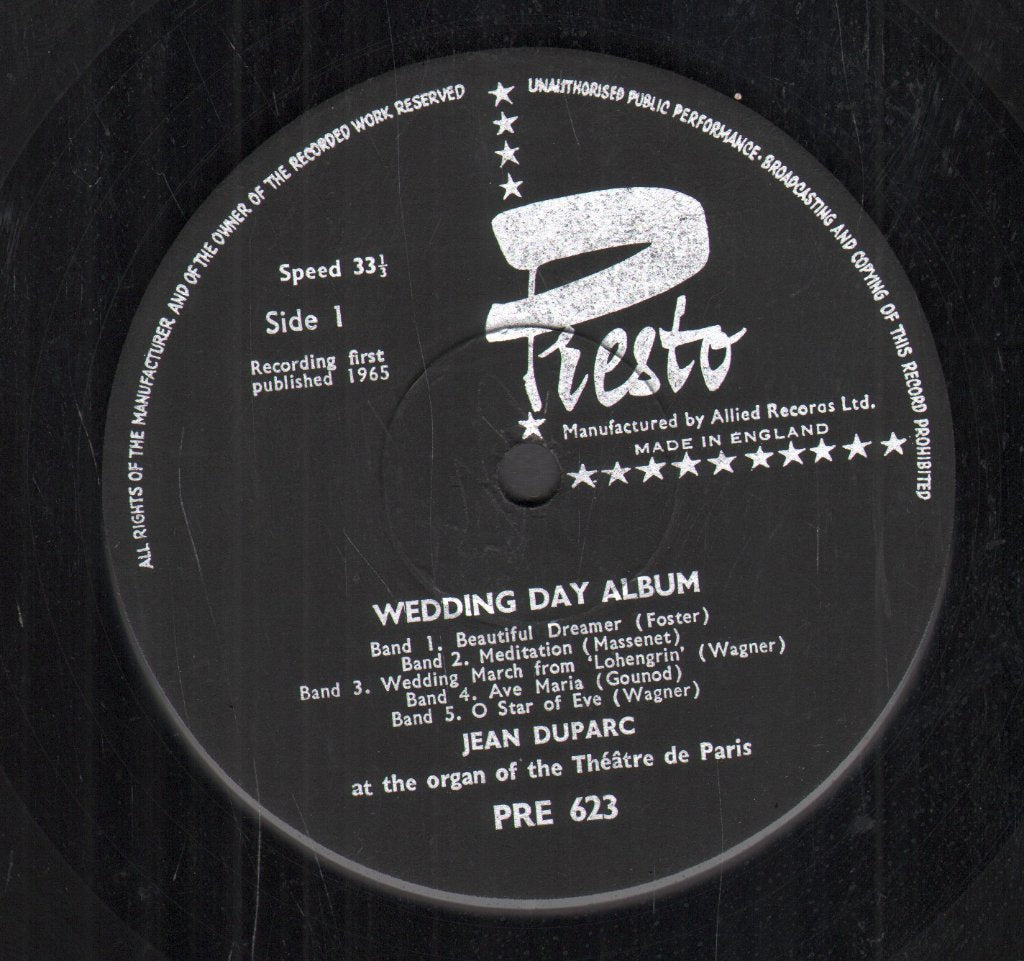 ALL RIGHTS OF THE MANUFACTURER AND OF THE OWNER OF THE RECORDED WORK RESERVED
UNAUTHORISED PUBLIC PERFORMANCE · BROADCASTING AND COPYING OF THIS RECORD PROHIBITED
Speed 33⅓
Side 1
Recording first
published 1965
Presto
Manufactured by Allied Records Ltd.
MADE IN ENGLAND
WEDDING DAY ALBUM
Band 1. Beautiful Dreamer (Foster)
Band 2. Meditation (Massenet)
Band 3. Wedding March from ‘Lohengrin’ (Wagner)
Band 4. Ave Maria (Gounod)
Band 5. O Star of Eve (Wagner)
JEAN DUPARC
at the organ of the Théâtre de Paris
PRE 623